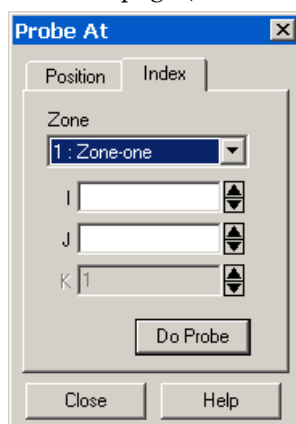 Probe At
Position Index
Zone
1 : Zone-one
I
J
K 1
Do Probe
Close Help